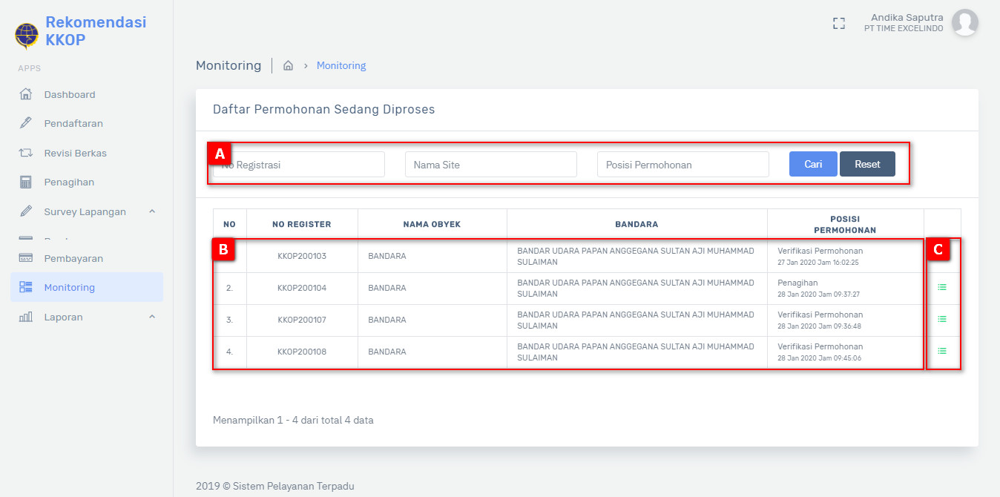 Rekomendasi
KKOP
Andika Saputra
PT TIME EXCELINDO
APPS
Dashboard
Pendaftaran
Revisi Berkas
Penagihan
Survey Lapangan
Pembayaran
Monitoring
Laporan
Monitoring
Monitoring
Daftar Permohonan Sedang Diproses
A
No Registrasi
Nama Site
Posisi Permohonan
Cari
Reset
NO
NO REGISTER
NAMA OBYEK
BANDARA
POSISI
PERMOHONAN
B
C
KKOP200103
BANDARA
BANDAR UDARA PAPAN ANGGEGANA SULTAN AJI MUHAMMAD
SULAIMAN
Verifikasi Permohonan
27 Jan 2020 Jam 16:02:25
2.
KKOP200104
BANDARA
BANDAR UDARA PAPAN ANGGEGANA SULTAN AJI MUHAMMAD
SULAIMAN
Penagihan
28 Jan 2020 Jam 09:37:27
3.
KKOP200107
BANDARA
BANDAR UDARA PAPAN ANGGEGANA SULTAN AJI MUHAMMAD
SULAIMAN
Verifikasi Permohonan
28 Jan 2020 Jam 09:36:48
4.
KKOP200108
BANDARA
BANDAR UDARA PAPAN ANGGEGANA SULTAN AJI MUHAMMAD
SULAIMAN
Verifikasi Permohonan
28 Jan 2020 Jam 09:45:06
Menampilkan 1 - 4 dari total 4 data
2019 © Sistem Pelayanan Terpadu